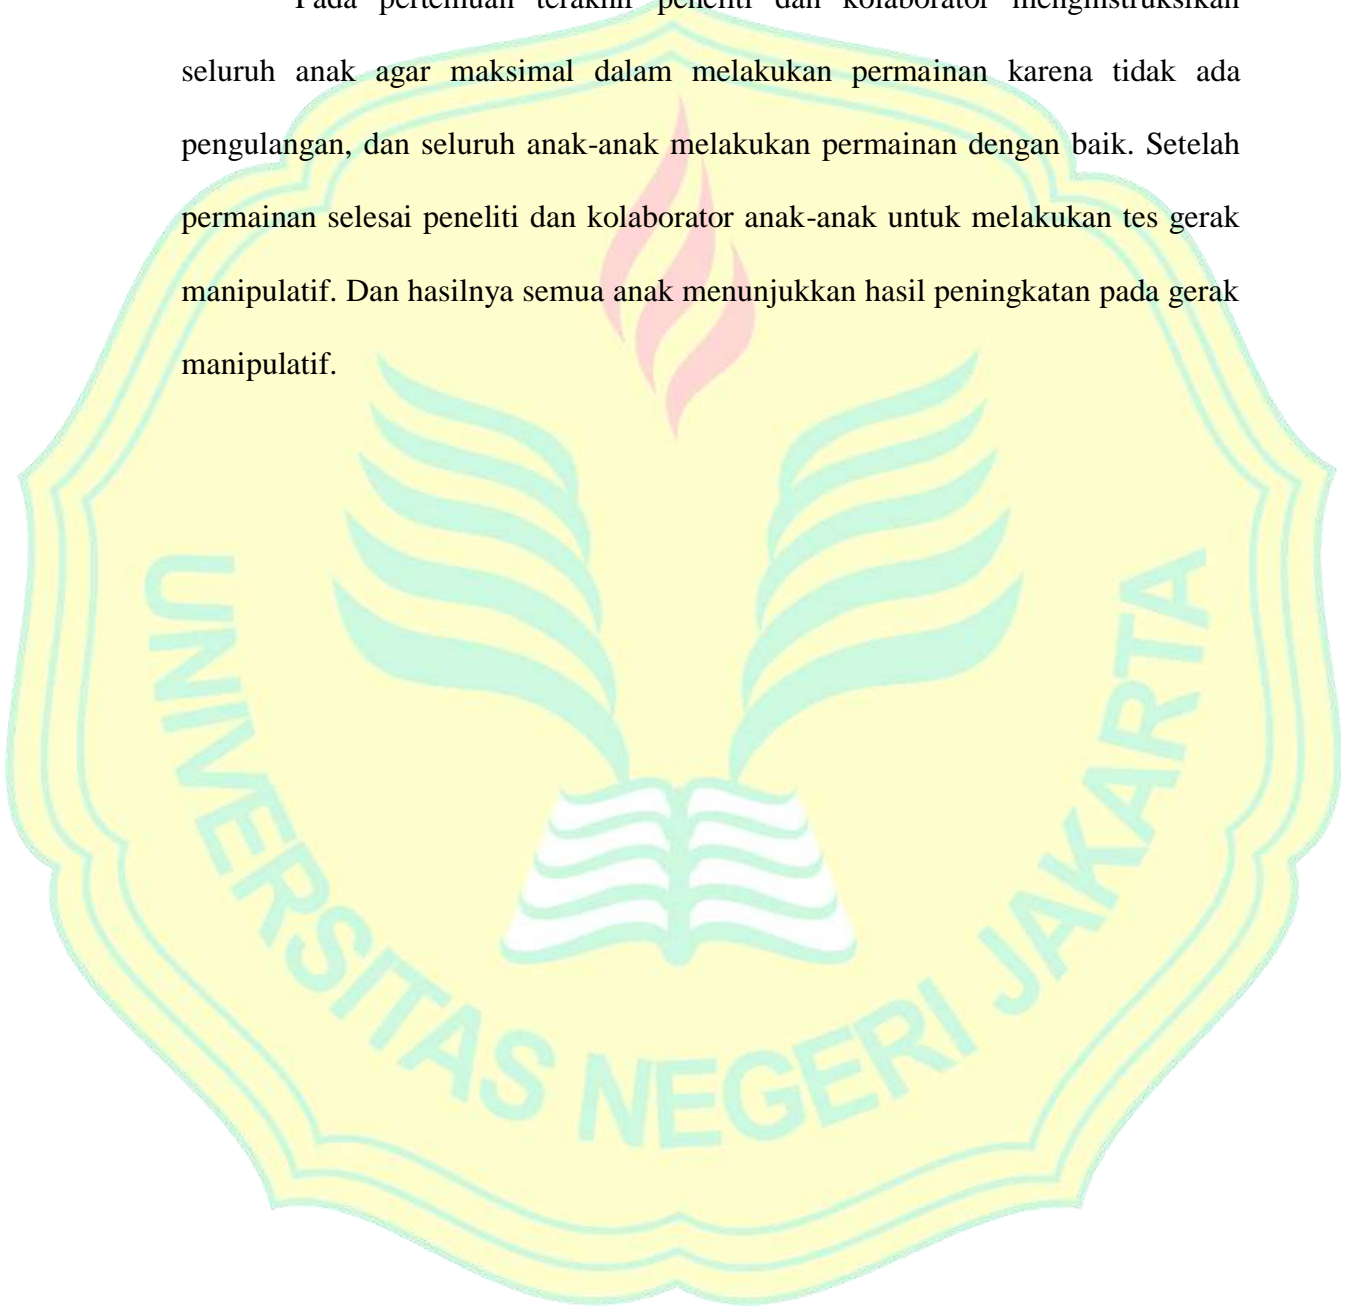 Pada pertemuan terakhir peneliti dan kolaborator menginstruksikan
seluruh anak agar maksimal dalam melakukan permainan karena tidak ada
pengulangan, dan seluruh anak-anak melakukan permainan dengan baik. Setelah
permainan selesai peneliti dan kolaborator anak-anak untuk melakukan tes gerak
manipulatif. Dan hasilnya semua anak menunjukkan hasil peningkatan pada gerak
manipulatif.
UNIVERSITAS NEGERI JAKARTA